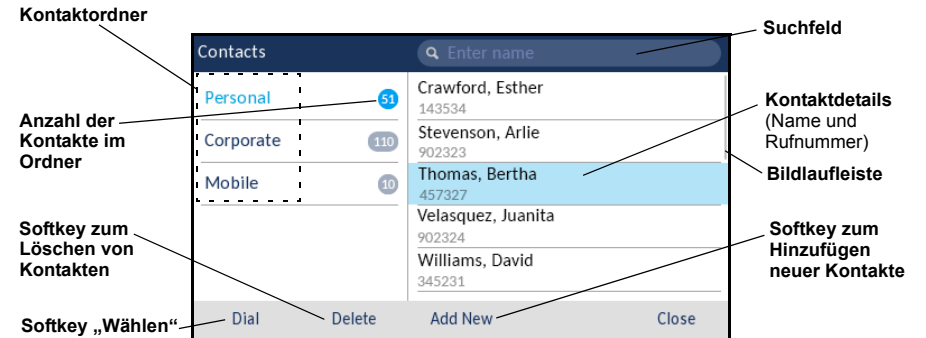 Kontaktordner
Anzahl der
Kontakte im
Ordner
Softkey zum
Löschen von
Kontakten
Softkey „Wählen“
Contacts
Enter name
Personal 51
Corporate 110
Mobile 10
Crawford, Esther
143534
Stevenson, Arlie
902323
Thomas, Bertha
457327
Velasquez, Juanita
902324
Williams, David
345231
Dial Delete Add New Close
Suchfeld
Kontaktdetails
(Name und
Rufnummer)
Bildlaufleiste
Softkey zum
Hinzufügen
neuer Kontakte